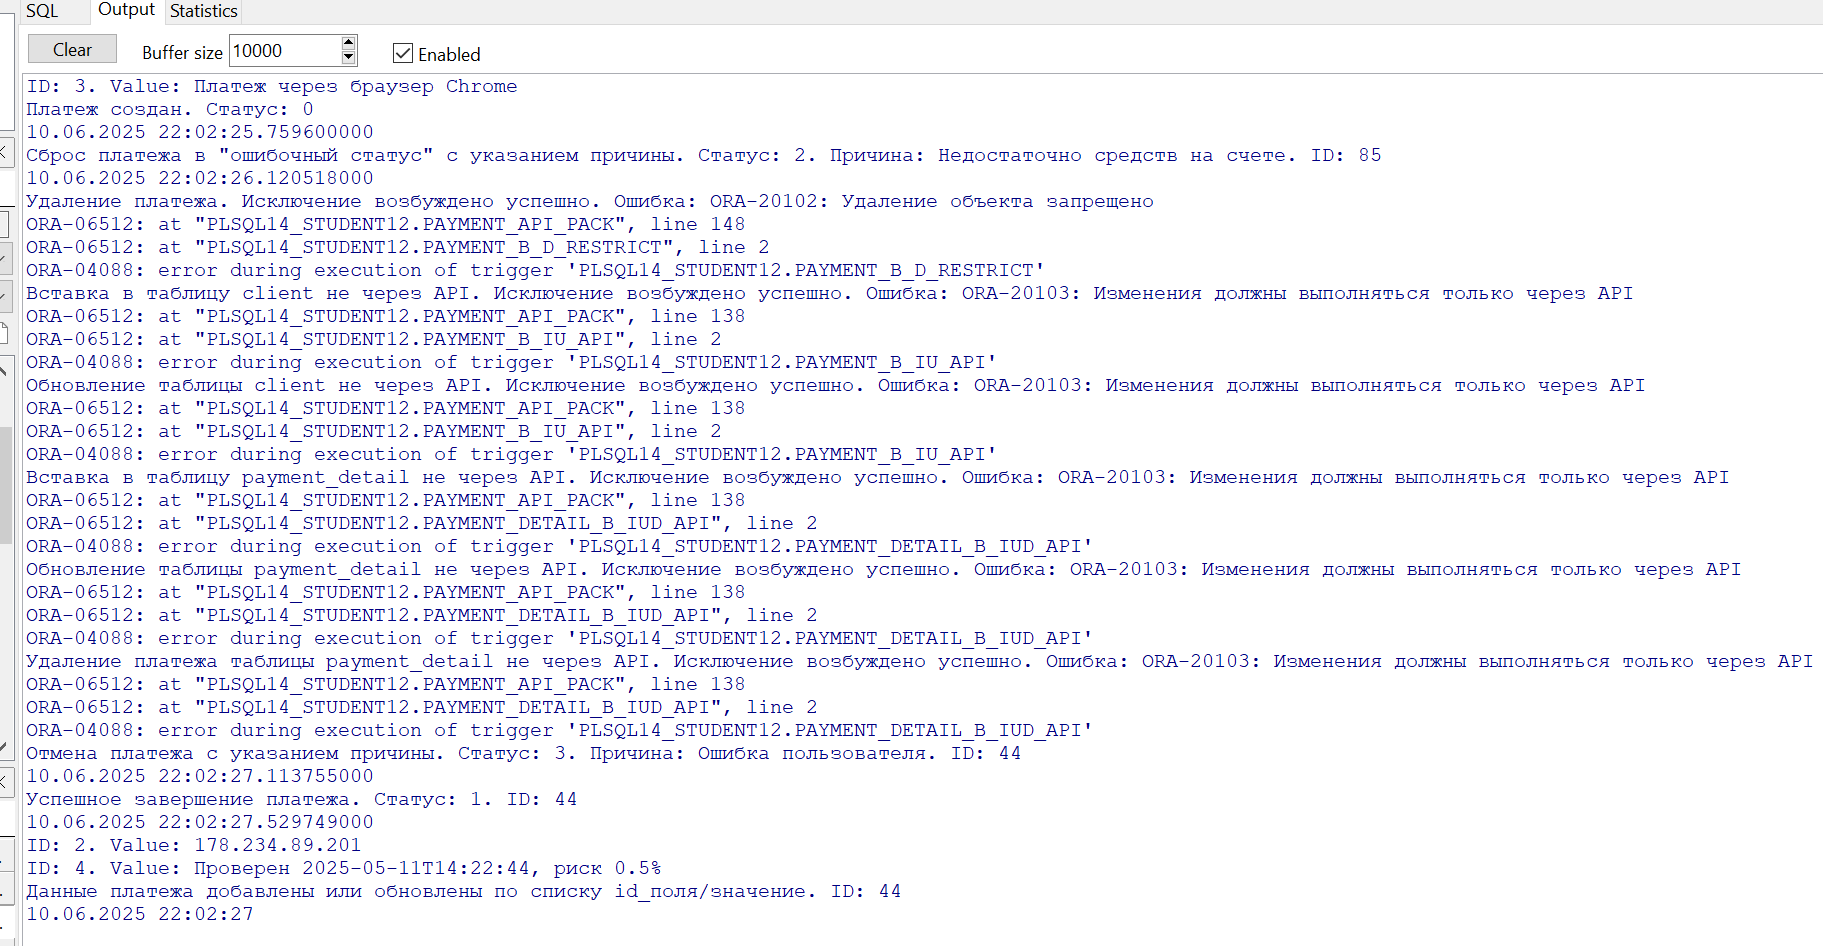 SQL Output Statistics
Clear Buffer size 10000 Enabled
ID: 3. Value: Платеж через браузер Chrome
Платеж создан. Статус: 0
10.06.2025 22:02:25.759600000
Сброс платежа в "ошибочный статус" с указанием причины. Статус: 2. Причина: Недостаточно средств на счете. ID: 85
10.06.2025 22:02:26.120518000
Удаление платежа. Исключение возбуждено успешно. Ошибка: ORA-20102: Удаление объекта запрещено
ORA-06512: at "PLSQL14_STUDENT12.PAYMENT_API_PACK", line 148
ORA-06512: at "PLSQL14_STUDENT12.PAYMENT_B_D_RESTRICT", line 2
ORA-04088: error during execution of trigger 'PLSQL14_STUDENT12.PAYMENT_B_D_RESTRICT'
Вставка в таблицу client не через API. Исключение возбуждено успешно. Ошибка: ORA-20103: Изменения должны выполняться только через API
ORA-06512: at "PLSQL14_STUDENT12.PAYMENT_API_PACK", line 138
ORA-06512: at "PLSQL14_STUDENT12.PAYMENT_B_IU_API", line 2
ORA-04088: error during execution of trigger 'PLSQL14_STUDENT12.PAYMENT_B_IU_API'
Обновление таблицы client не через API. Исключение возбуждено успешно. Ошибка: ORA-20103: Изменения должны выполняться только через API
ORA-06512: at "PLSQL14_STUDENT12.PAYMENT_API_PACK", line 138
ORA-06512: at "PLSQL14_STUDENT12.PAYMENT_B_IU_API", line 2
ORA-04088: error during execution of trigger 'PLSQL14_STUDENT12.PAYMENT_B_IU_API'
Вставка в таблицу payment_detail не через API. Исключение возбуждено успешно. Ошибка: ORA-20103: Изменения должны выполняться только через API
ORA-06512: at "PLSQL14_STUDENT12.PAYMENT_API_PACK", line 138
ORA-06512: at "PLSQL14_STUDENT12.PAYMENT_DETAIL_B_IUD_API", line 2
ORA-04088: error during execution of trigger 'PLSQL14_STUDENT12.PAYMENT_DETAIL_B_IUD_API'
Обновление таблицы payment_detail не через API. Исключение возбуждено успешно. Ошибка: ORA-20103: Изменения должны выполняться только через API
ORA-06512: at "PLSQL14_STUDENT12.PAYMENT_API_PACK", line 138
ORA-06512: at "PLSQL14_STUDENT12.PAYMENT_DETAIL_B_IUD_API", line 2
ORA-04088: error during execution of trigger 'PLSQL14_STUDENT12.PAYMENT_DETAIL_B_IUD_API'
Удаление платежа таблицы payment_detail не через API. Исключение возбуждено успешно. Ошибка: ORA-20103: Изменения должны выполняться только через API
ORA-06512: at "PLSQL14_STUDENT12.PAYMENT_API_PACK", line 138
ORA-06512: at "PLSQL14_STUDENT12.PAYMENT_DETAIL_B_IUD_API", line 2
ORA-04088: error during execution of trigger 'PLSQL14_STUDENT12.PAYMENT_DETAIL_B_IUD_API'
Отмена платежа с указанием причины. Статус: 3. Причина: Ошибка пользователя. ID: 44
10.06.2025 22:02:27.113755000
Успешное завершение платежа. Статус: 1. ID: 44
10.06.2025 22:02:27.529749000
ID: 2. Value: 178.234.89.201
ID: 4. Value: Проверен 2025-05-11T14:22:44, риск 0.5%
Данные платежа добавлены или обновлены по списку id_поля/значение. ID: 44
10.06.2025 22:02:27